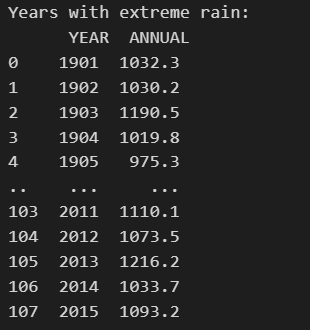 Years with extreme rain:
YEAR ANNUAL
0 1901 1032.3
1 1902 1030.2
2 1903 1190.5
3 1904 1019.8
4 1905 975.3
.. ... ...
103 2011 1110.1
104 2012 1073.5
105 2013 1216.2
106 2014 1033.7
107 2015 1093.2